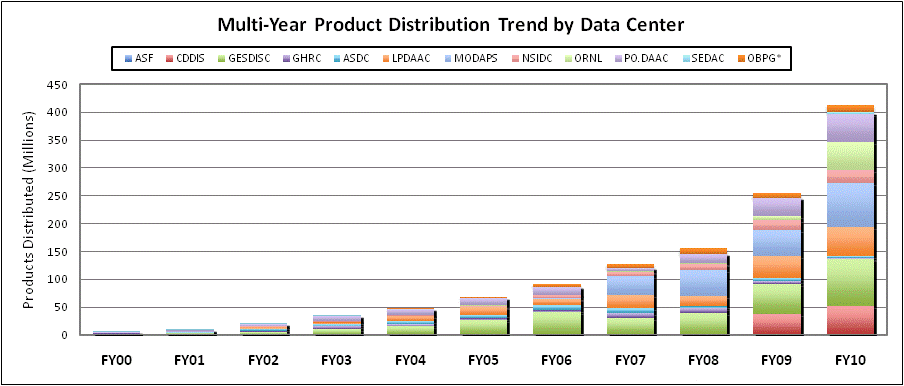 Multi-Year Product Distribution Trend by Data Center
ASF CDDIS GESDISC GHRC ASDC LPDAAC MODAPS NSIDC ORNL PO.DAAC SEDAC OBPG*
Products Distributed (Millions)
450
400
350
300
250
200
150
100
50
0
FY00 FY01 FY02 FY03 FY04 FY05 FY06 FY07 FY08 FY09 FY10